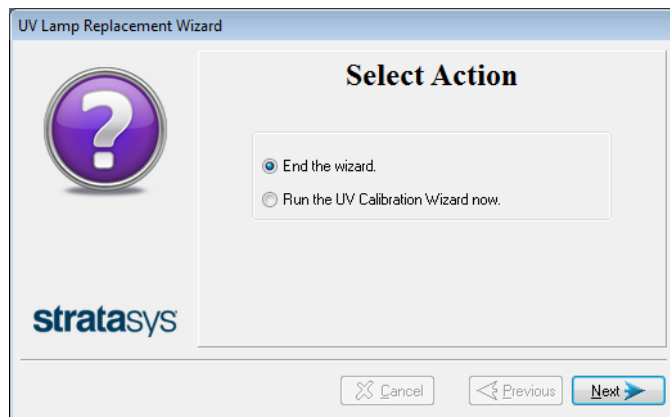 UV Lamp Replacement Wizard
Select Action
End the wizard.
Run the UV Calibration Wizard now.
stratasys
Cancel
Previous
Next